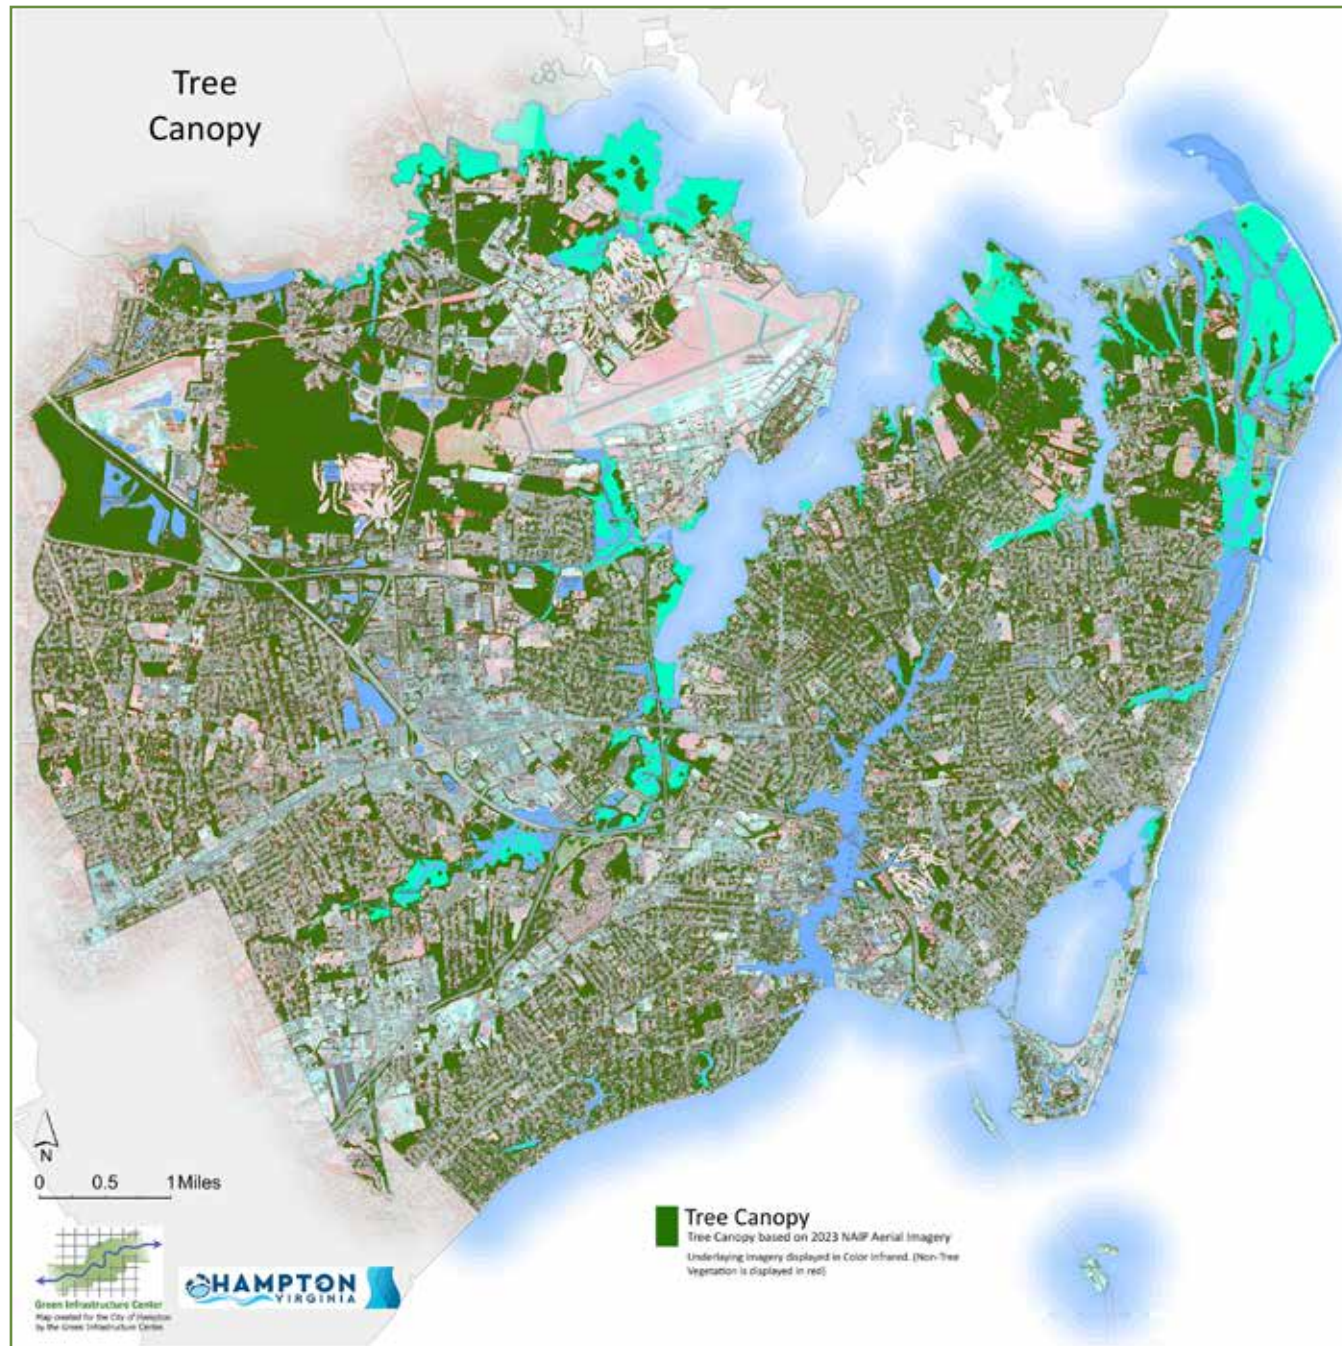 Tree
Canopy
N
0 0.5 1 Miles
Green Infrastructure Center
Map created for the City of Hampton
by the Green Infrastructure Center
HAMPTON
VIRGINIA
Tree Canopy
Tree Canopy based on 2023 NAIP Aerial Imagery
Underlaying Imagery displayed in Color Infrared. (Non-Tree
Vegetation is displayed in red)